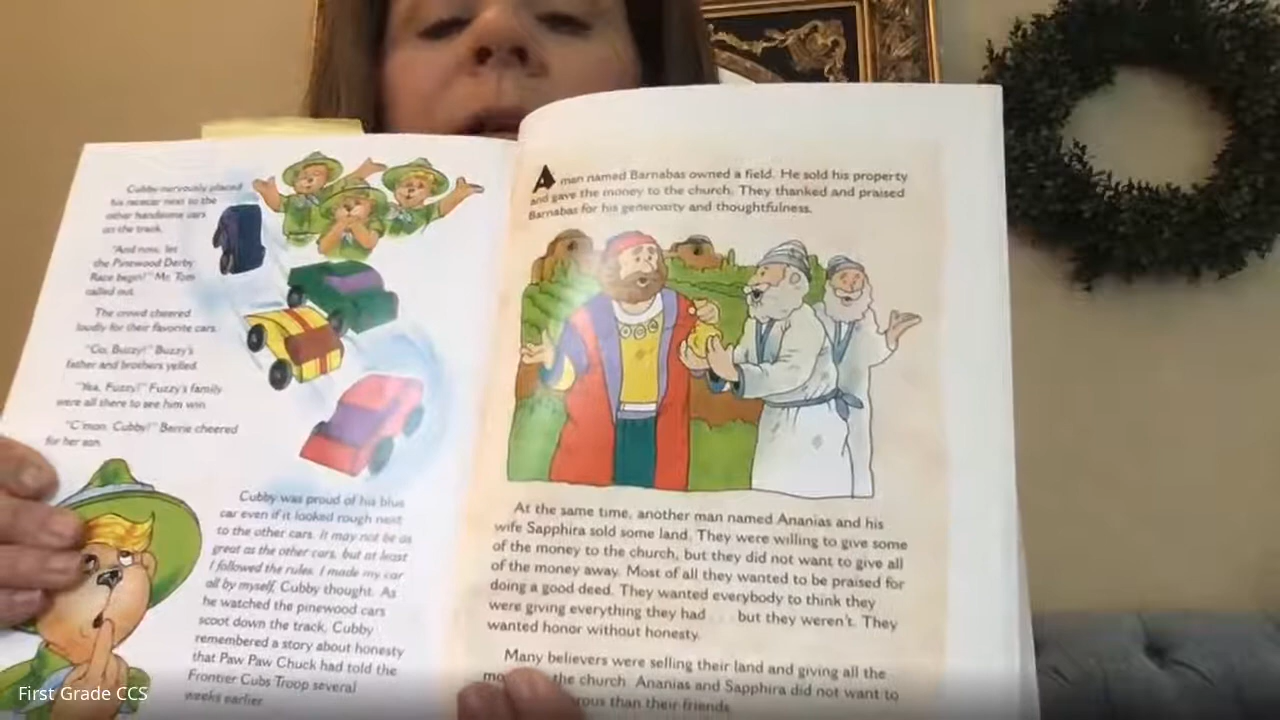 Cubby nervously placed
his racecar next to the
other handsome cars
on the track.
"And now, let
the Pinewood Derby
Race begin!" Mr. Tom
called out.
The crowd cheered
loudly for their favorite cars.
"Go, Buzzy!" Buzzy's
father and brothers yelled.
"Yea, Fuzzy!" Fuzzy's family
were all there to see him win.
"C'mon, Cubby!" Berrie cheered
for her son.
Cubby was proud of his blue
car even if it looked rough next
to the other cars. It may not be as
great as the other cars, but at least
I followed the rules. I made my car
all by myself, Cubby thought. As
he watched the pinewood cars
scoot down the track, Cubby
remembered a story about honesty
that Paw Paw Chuck had told the
Frontier Cubs Troop several
weeks earlier.
A man named Barnabas owned a field. He sold his property
and gave the money to the church. They thanked and praised
Barnabas for his generosity and thoughtfulness.
At the same time, another man named Ananias and his
wife Sapphira sold some land. They were willing to give some
of the money to the church, but they did not want to give all
of the money away. Most of all they wanted to be praised for
doing a good deed. They wanted everybody to think they
were giving everything they had . . . but they weren't. They
wanted honor without honesty.
Many believers were selling their land and giving all the
the church. Ananias and Sapphira did not want to
than their friends
First Grade CCS